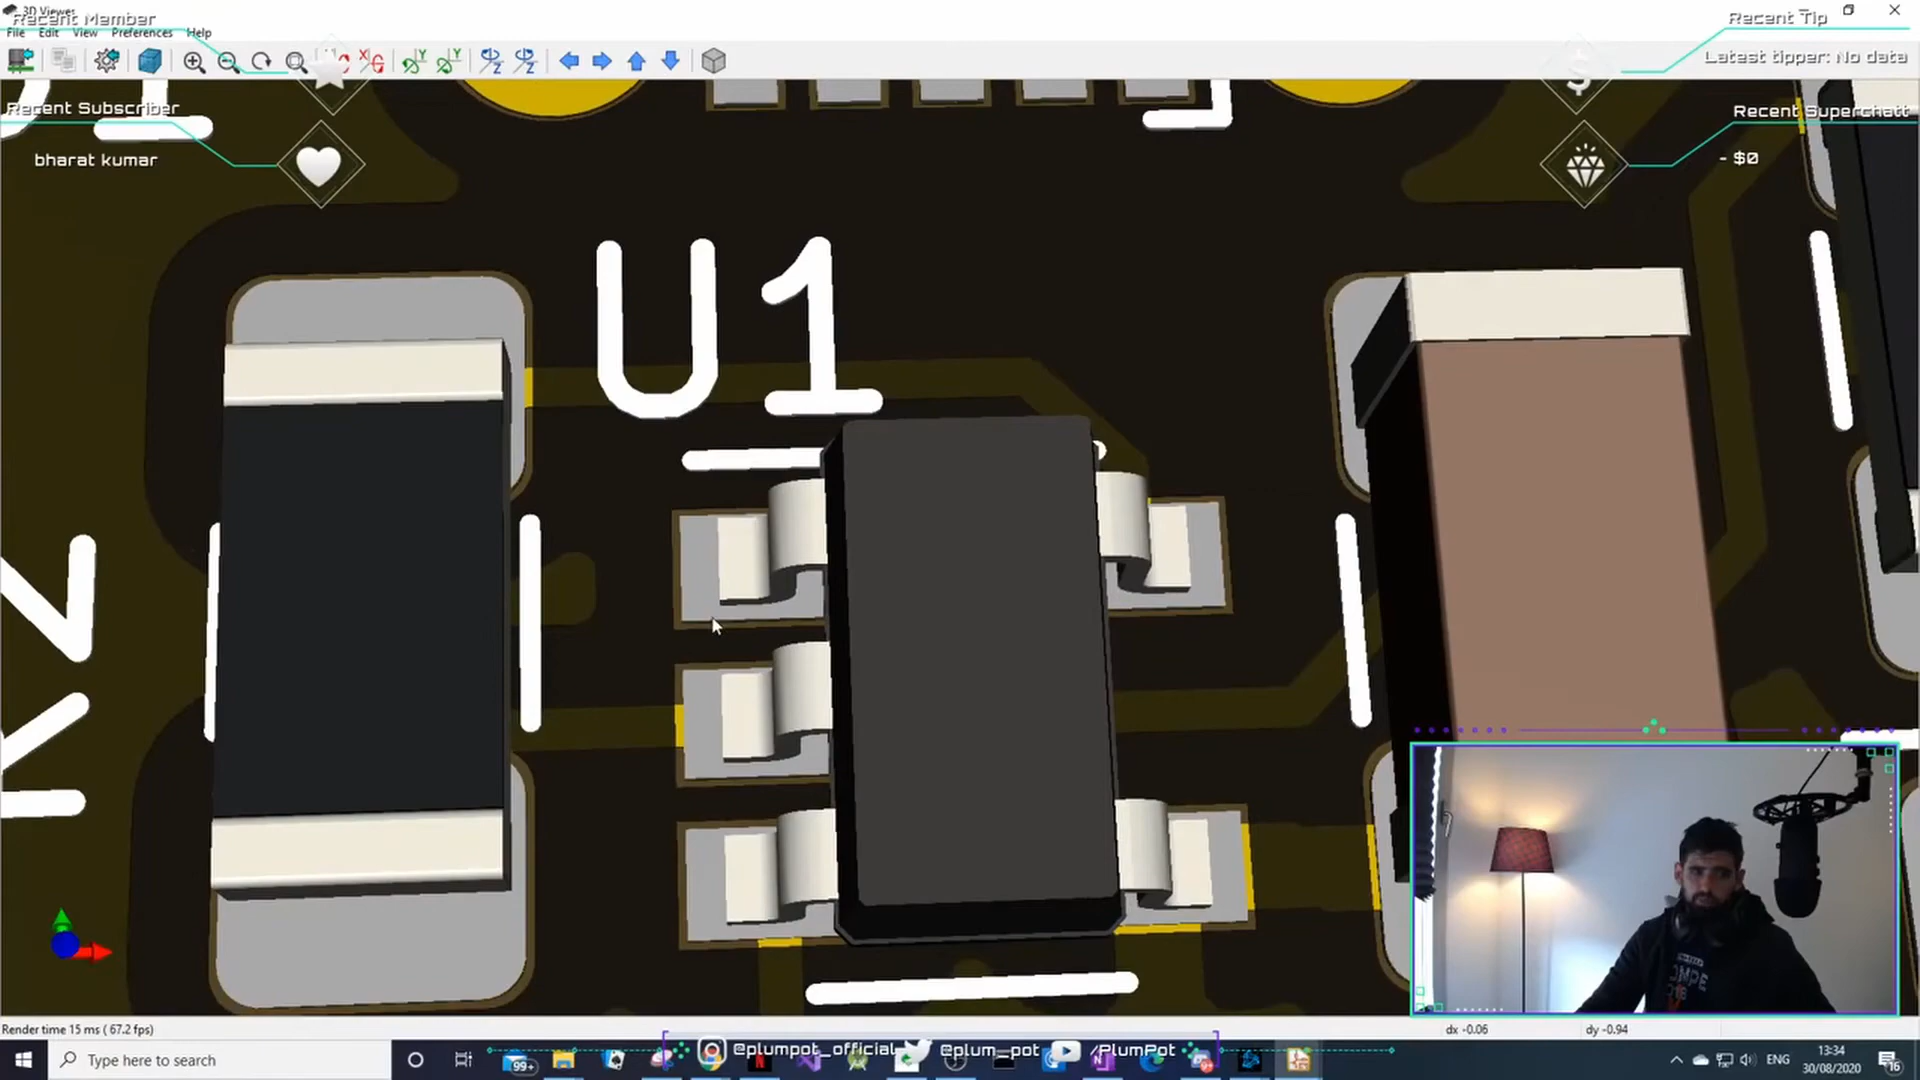 3D Viewer
Recent Member
Recent Tip
File Edit View Preferences Help
Latest tipper: No data
Recent Subscriber
Recent Superchatt
bharat kumar
- $0
U1
Render time 15 ms ( 67.2 fps)
dx -0.06
dy -0.94
Type here to search
99+
@plumpot_official
@plum_pot
/PlumPot
ENG
13:34
30/08/2020
16